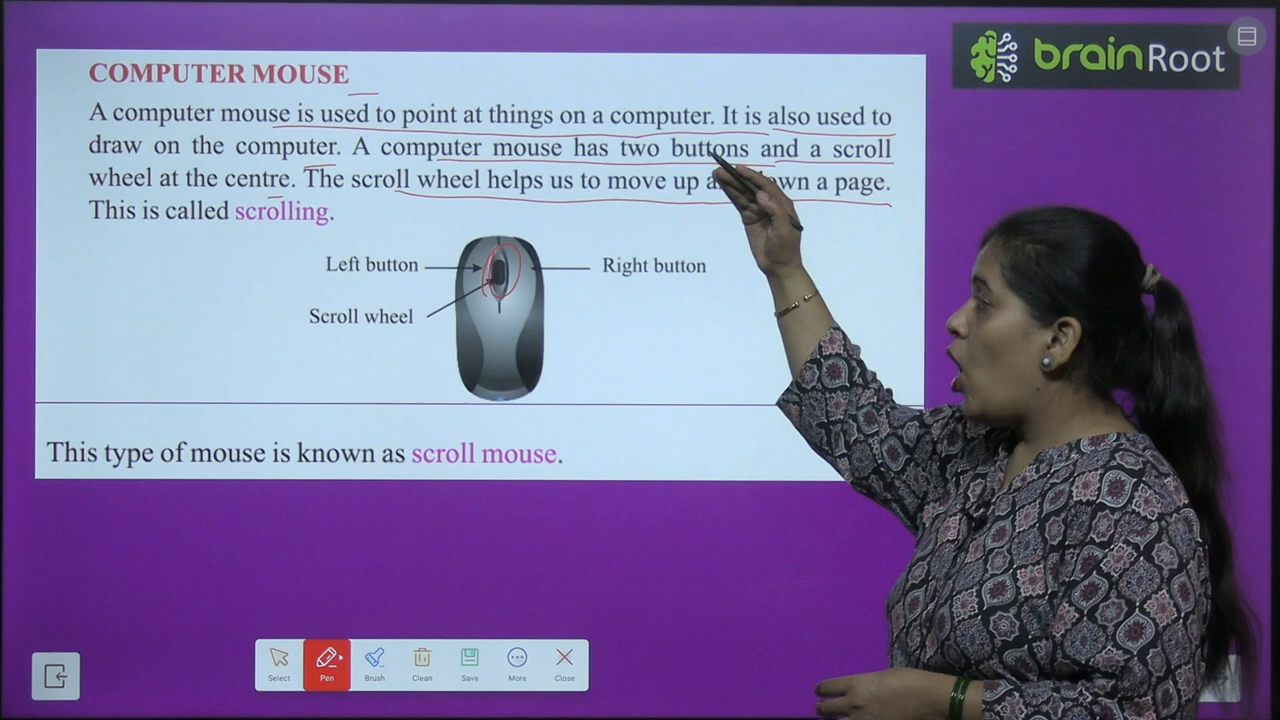 brainRoot
COMPUTER MOUSE
A computer mouse is used to point at things on a computer. It is also used to
draw on the computer. A computer mouse has two buttons and a scroll
wheel at the centre. The scroll wheel helps us to move up a page.
This is called scrolling.
Left button
Right button
Scroll wheel
This type of mouse is known as scroll mouse.
Select
Pen
Brush
Clean
Save
More
Close